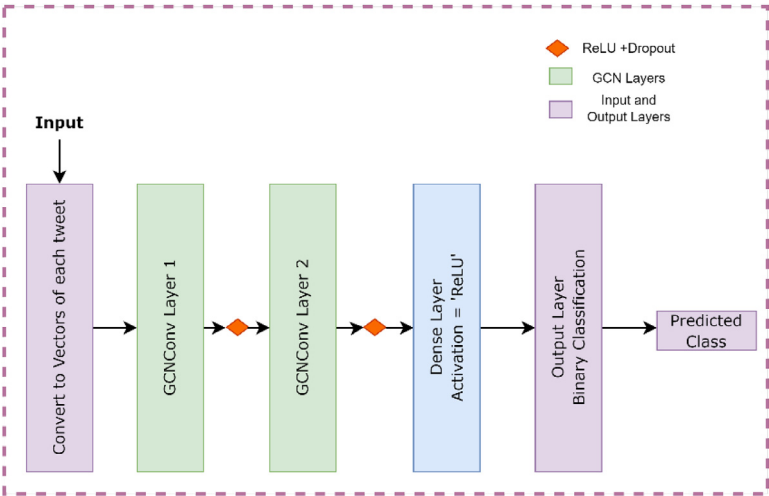 ReLU +Dropout
GCN Layers
Input and
Output Layers
Input
Convert to Vectors of each tweet
GCNConv Layer 1
GCNConv Layer 2
Dense Layer
Activation = 'ReLU'
Output Layer
Binary Classification
Predicted
Class